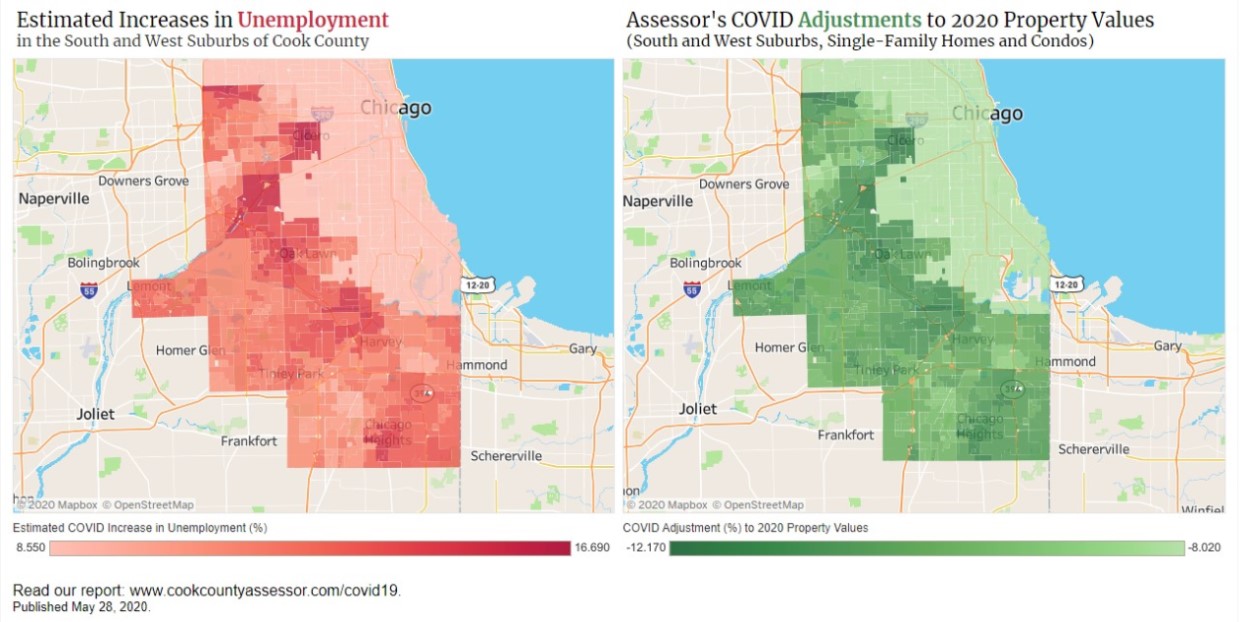 Estimated Increases in Unemployment
in the South and West Suburbs of Cook County
Chicago
Cicero
Downers Grove
Naperville
Oak Lawn
Bolingbrook
55
Lemont
12-20
Homer Glen
Harvey
Gary
Hammond
Tinley Park
394
Joliet
Chicago
Heights
Frankfort
Schererville
© 2020 Mapbox © OpenStreetMap
Estimated COVID Increase in Unemployment (%)
8.550
16.690
Assessor's COVID Adjustments to 2020 Property Values
(South and West Suburbs, Single-Family Homes and Condos)
Chicago
Cicero
Downers Grove
Naperville
Oak Lawn
Bolingbrook
55
Lemont
12-20
Homer Glen
Harvey
Gary
Hammond
Tinley Park
394
Joliet
Chicago
Heights
Frankfort
Schererville
© 2020 Mapbox © OpenStreetMap
Winfiel
COVID Adjustment (%) to 2020 Property Values
-12.170
-8.020
Read our report: www.cookcountyassessor.com/covid19.
Published May 28, 2020.